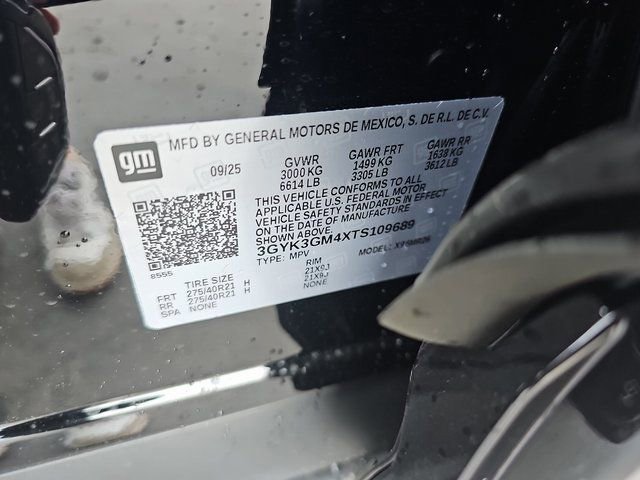 MFD BY GENERAL MOTORS DE MEXICO, S. DE R.L. DE C.V.
gm
09/25 GVWR GAWR FRT GAWR RR
3000 KG 1499 KG 1638 KG
6614 LB 3305 LB 3612 LB
THIS VEHICLE CONFORMS TO ALL
APPLICABLE U.S. FEDERAL MOTOR
VEHICLE SAFETY STANDARDS IN EFFECT
ON THE DATE OF MANUFACTURE
SHOWN ABOVE.
3GYK3GM4XTS109689
TYPE: MPV MODEL:
8555
TIRE SIZE RIM
FRT 275/40R21 H 21X9J
RR 275/40R21 H 21X9J
SPA NONE NONE